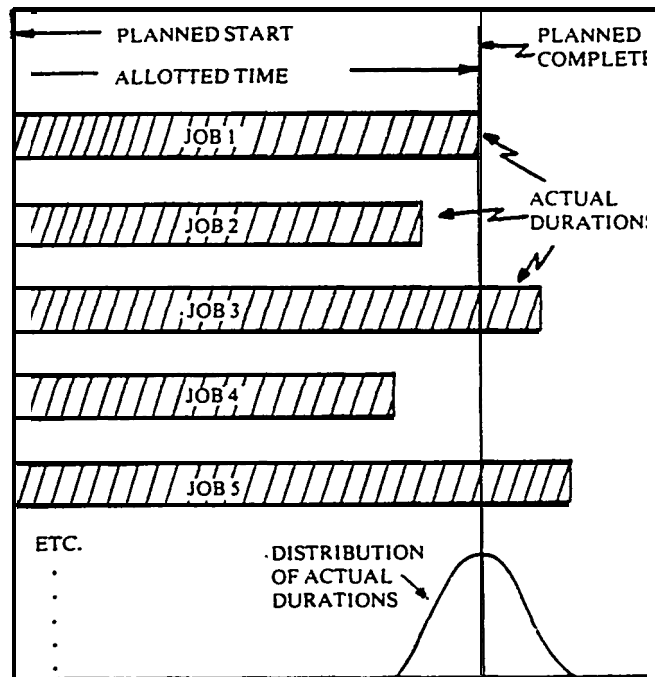 PLANNED START
PLANNED
COMPLETE
ALLOTTED TIME
JOB 1
ACTUAL
DURATIONS
JOB 2
JOB 3
JOB 4
JOB 5
ETC.
DISTRIBUTION
OF ACTUAL
DURATIONS